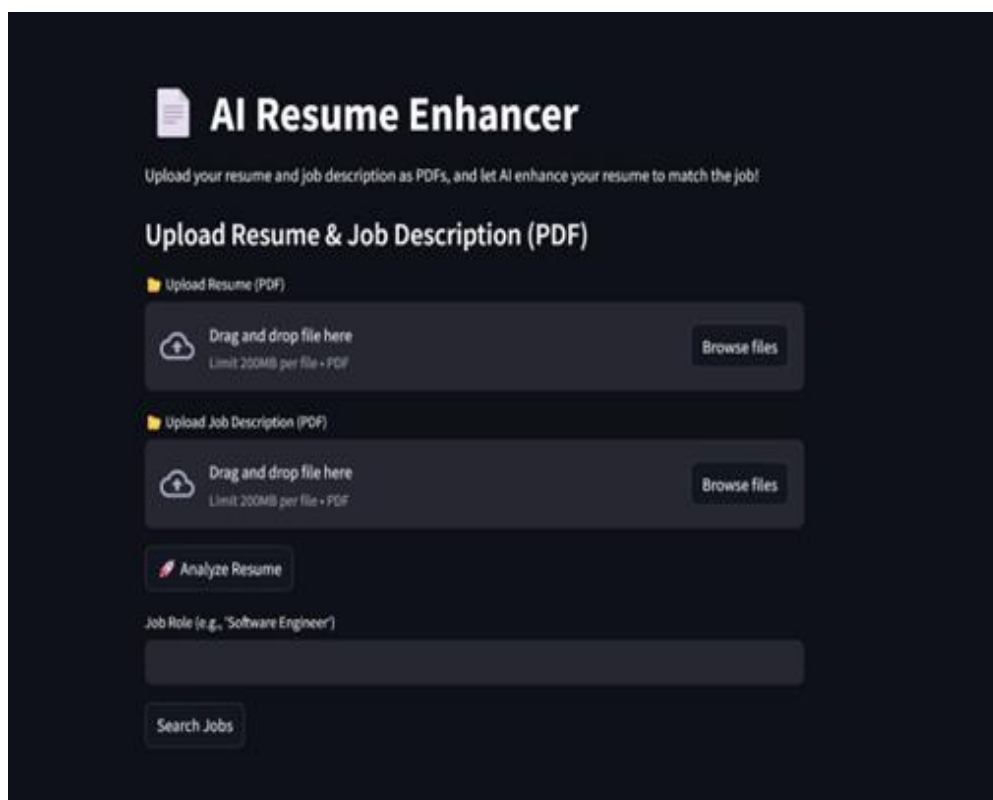 AI Resume Enhancer
Upload your resume and job description as PDFs, and let AI enhance your resume to match the job!
Upload Resume & Job Description (PDF)
Upload Resume (PDF)
Drag and drop file here
Browse files
Limit 200MB per file • PDF
Upload Job Description (PDF)
Drag and drop file here
Browse files
Limit 200MB per file • PDF
Analyze Resume
Job Role (e.g., 'Software Engineer')
Search Jobs